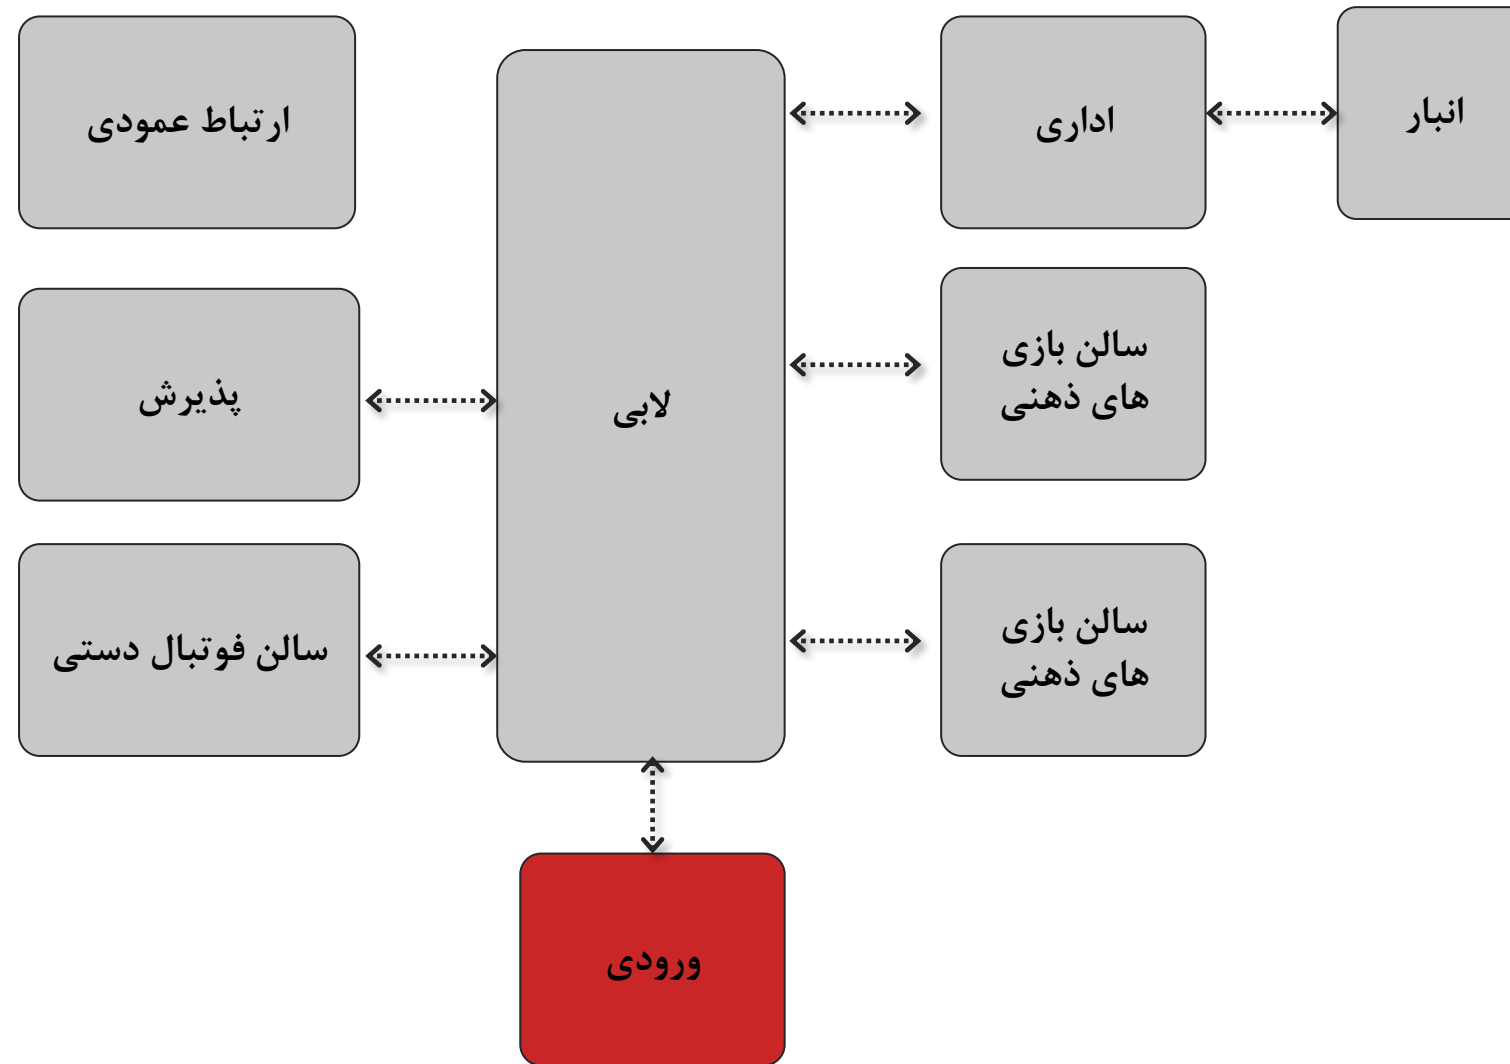 انبار
اداری
ارتباط عمودی
سالن بازی
های ذهنی
لابی
پذیرش
سالن بازی
های ذهنی
سالن فوتبال دستی
ورودی